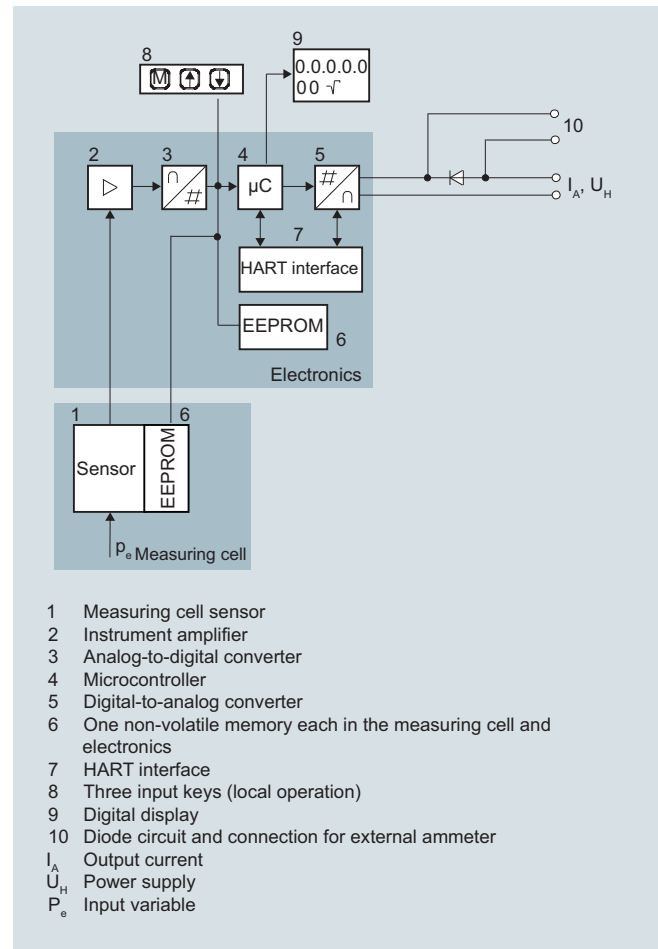 8
M
9
0.0.0.0.0
00 √
10
2
3
4
5
∩
#
µC
#
∩
I_A, U_H
7
HART interface
EEPROM
6
Electronics
1
6
Sensor
EEPROM
p_e Measuring cell
1 Measuring cell sensor
2 Instrument amplifier
3 Analog-to-digital converter
4 Microcontroller
5 Digital-to-analog converter
6 One non-volatile memory each in the measuring cell and
electronics
7 HART interface
8 Three input keys (local operation)
9 Digital display
10 Diode circuit and connection for external ammeter
I_A Output current
U_H Power supply
P_e Input variable